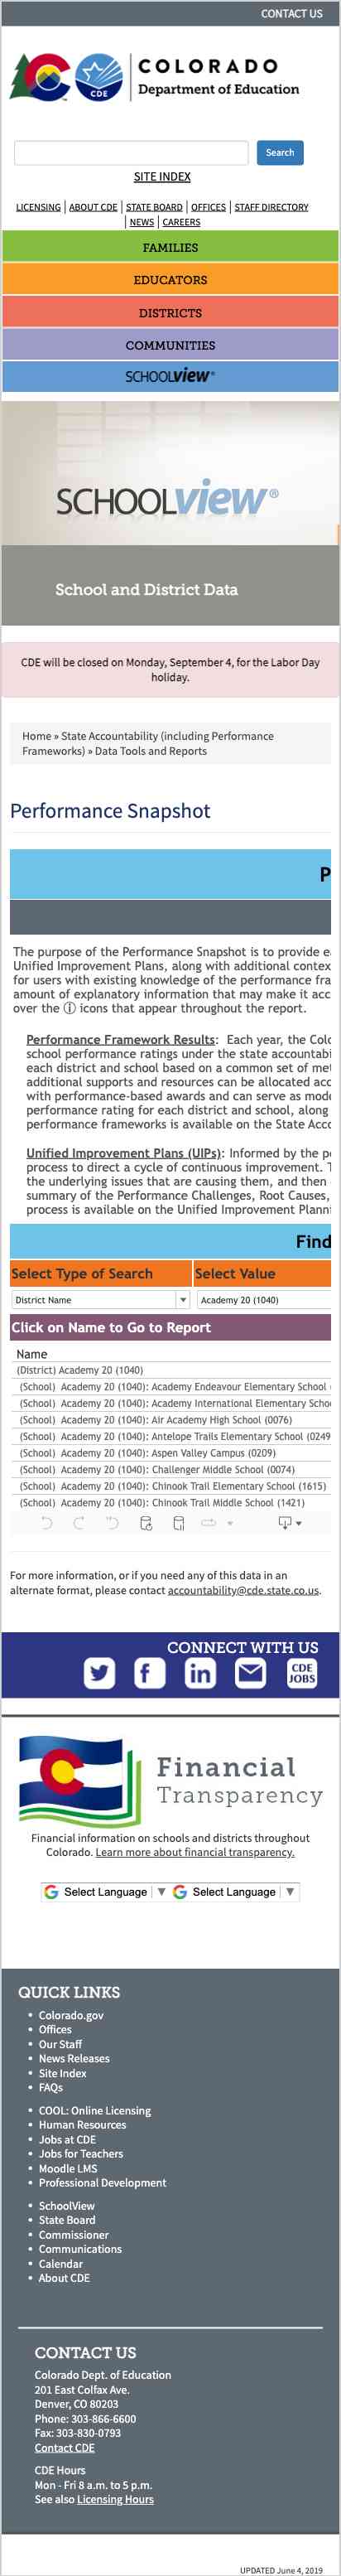 CONTACT US
CDE
COLORADO
Department of Education
Search
SITE INDEX
LICENSING | ABOUT CDE | STATE BOARD | OFFICES | STAFF DIRECTORY
| NEWS | CAREERS
FAMILIES
EDUCATORS
DISTRICTS
COMMUNITIES
SCHOOLVIEW®
SCHOOLVIEW®
School and District Data
CDE will be closed on Monday, September 4, for the Labor Day
holiday.
Home » State Accountability (including Performance
Frameworks) » Data Tools and Reports
Performance Snapshot
P
The purpose of the Performance Snapshot is to provide ea
Unified Improvement Plans, along with additional contex
for users with existing knowledge of the performance fra
amount of explanatory information that may make it acc
over the ⓘ icons that appear throughout the report.
Performance Framework Results: Each year, the Colo
school performance ratings under the state accountabi
each district and school based on a common set of met
additional supports and resources can be allocated acc
with performance-based awards and can serve as mode
performance rating for each district and school, along
performance frameworks is available on the State Acco
Unified Improvement Plans (UIPs): Informed by the pe
process to direct a cycle of continuous improvement. T
the underlying issues that are causing them, and then
summary of the Performance Challenges, Root Causes,
process is available on the Unified Improvement Planni
Find
Select Type of Search Select Value
District Name Academy 20 (1040)
Click on Name to Go to Report
Name
(District) Academy 20 (1040)
(School) Academy 20 (1040): Academy Endeavour Elementary School (
(School) Academy 20 (1040): Academy International Elementary Schoo
(School) Academy 20 (1040): Air Academy High School (0076)
(School) Academy 20 (1040): Antelope Trails Elementary School (0249
(School) Academy 20 (1040): Aspen Valley Campus (0209)
(School) Academy 20 (1040): Challenger Middle School (0074)
(School) Academy 20 (1040): Chinook Trail Elementary School (1615)
(School) Academy 20 (1040): Chinook Trail Middle School (1421)
For more information, or if you need any of this data in an
alternate format, please contact accountability@cde.state.co.us.
CONNECT WITH US
CDE
JOBS
Financial
Transparency
Financial information on schools and districts throughout
Colorado. Learn more about financial transparency.
Select Language | ▼ Select Language | ▼
QUICK LINKS
• Colorado.gov
• Offices
• Our Staff
• News Releases
• Site Index
• FAQs
• COOL: Online Licensing
• Human Resources
• Jobs at CDE
• Jobs for Teachers
• Moodle LMS
• Professional Development
• SchoolView
• State Board
• Commissioner
• Communications
• Calendar
• About CDE
CONTACT US
Colorado Dept. of Education
201 East Colfax Ave.
Denver, CO 80203
Phone: 303-866-6600
Fax: 303-830-0793
Contact CDE
CDE Hours
Mon - Fri 8 a.m. to 5 p.m.
See also Licensing Hours
UPDATED June 4, 2019